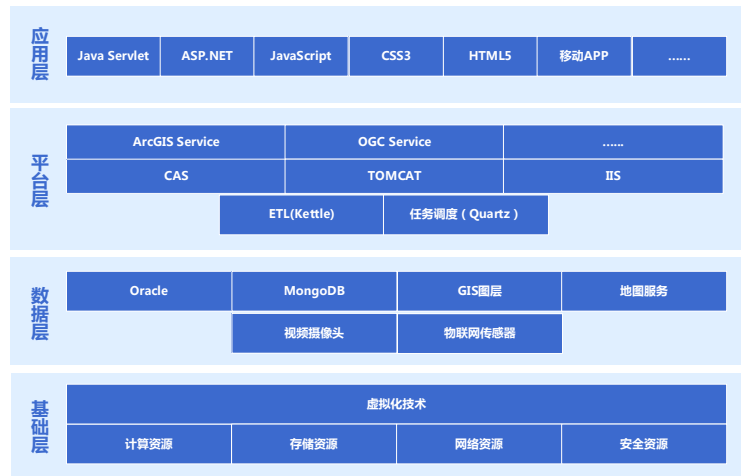 应用层
Java Servlet ASP.NET JavaScript CSS3 HTML5 移动APP ......
平台层
ArcGIS Service OGC Service ......
CAS TOMCAT IIS
ETL(Kettle) 任务调度（Quartz）
数据层
Oracle MongoDB GIS图层 地图服务
视频摄像头 物联网传感器
基础层
虚拟化技术
计算资源 存储资源 网络资源 安全资源